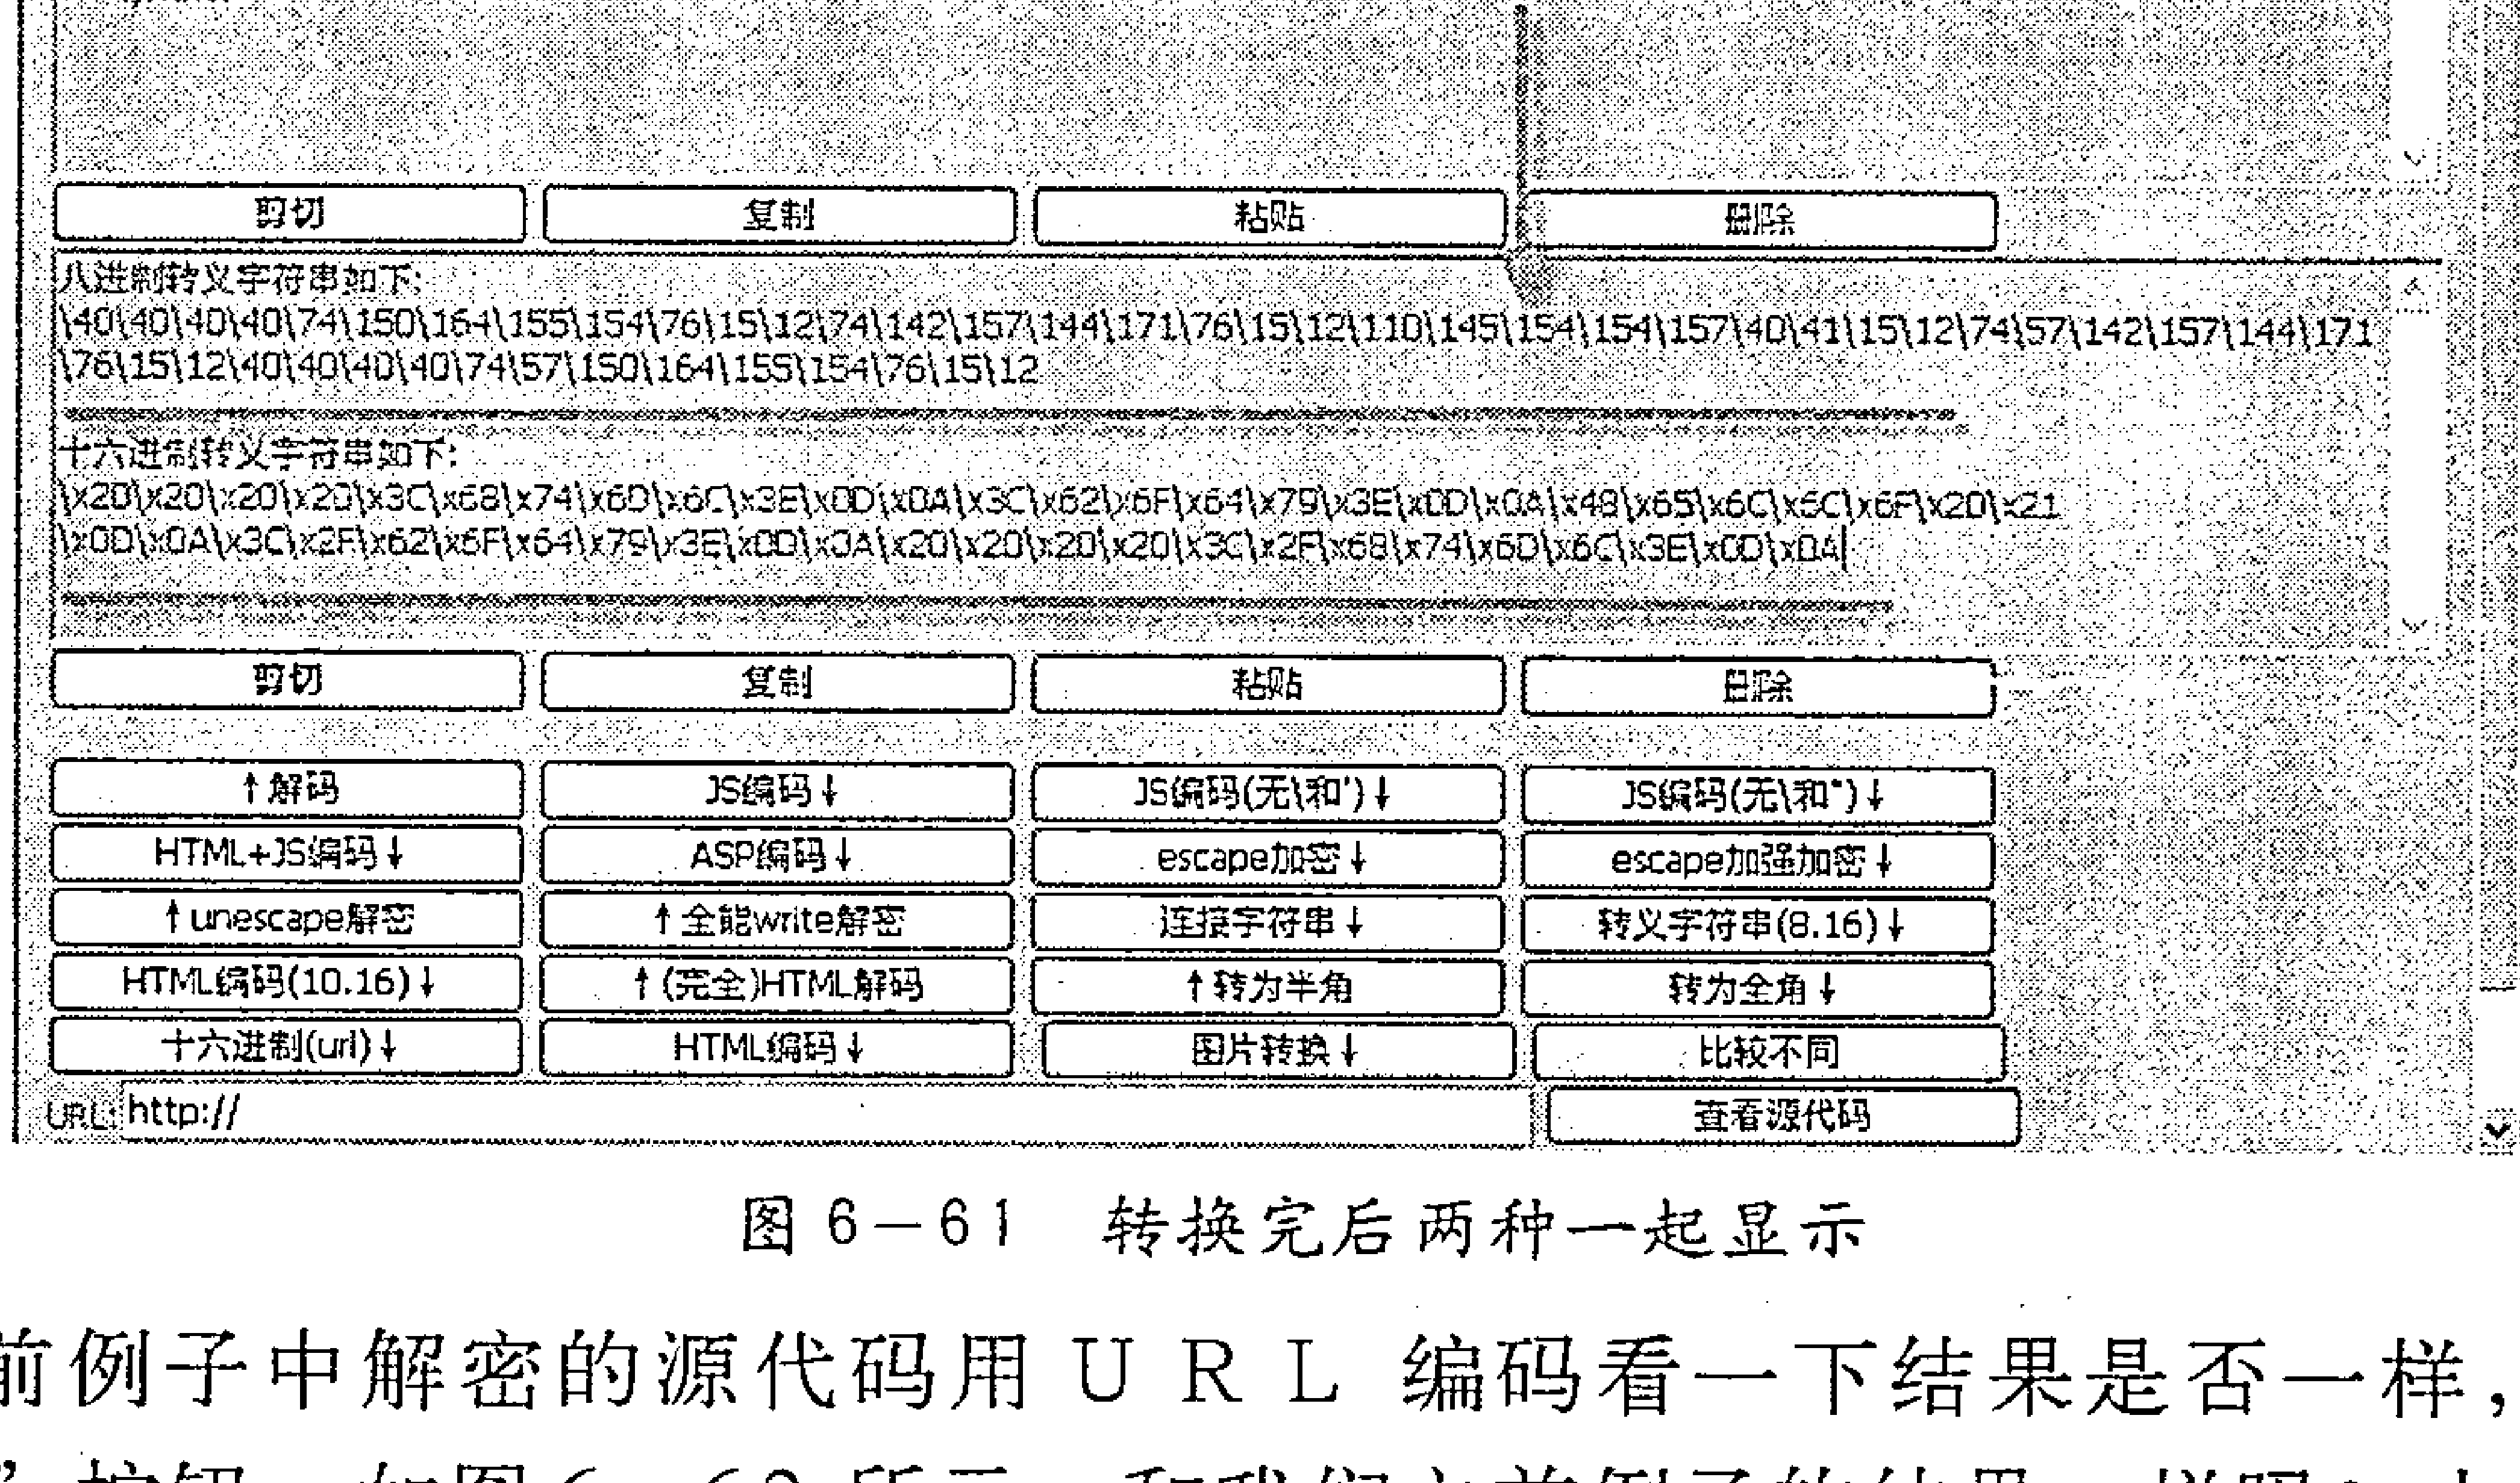 剪切 复制 粘贴 删除
八进制转义字符串如下:
\40\40\40\40\74\150\164\155\154\76\15\12\74\142\157\144\171\76\15\12\110\145\154\154\157\40\41\15\12\74\57\142\157\144\171
\76\15\12\40\40\40\40\74\57\150\164\155\154\76\15\12
十六进制转义字符串如下:
\x20\x20\x20\x20\x3C\x68\x74\x6D\x6C\x3E\x0D\x0A\x3C\x62\x6F\x64\x79\x3E\x0D\x0A\x48\x65\x6C\x6C\x6F\x20\x21
\x0D\x0A\x3C\x2F\x62\x6F\x64\x79\x3E\x0D\x0A\x20\x20\x20\x20\x3C\x2F\x68\x74\x6D\x6C\x3E\x0D\x0A
剪切 复制 粘贴 删除
↑解码 JS编码↓ JS编码(无\和')↓ JS编码(无\和")↓
HTML+JS编码↓ ASP编码↓ escape加密↓ escape加强加密↓
↑unescape解密 ↑全能write解密 连接字符串↓ 转义字符串(8.16)↓
HTML编码(10.16)↓ ↑(完全)HTML解码 ↑转为半角 转为全角↓
十六进制(url)↓ HTML编码↓ 图片转换↓ 比较不同
URL: http:// 查看源代码
图 6－61 转换完后两种一起显示
前例子中解密的源代码用 URL 编码看一下结果是否一样，